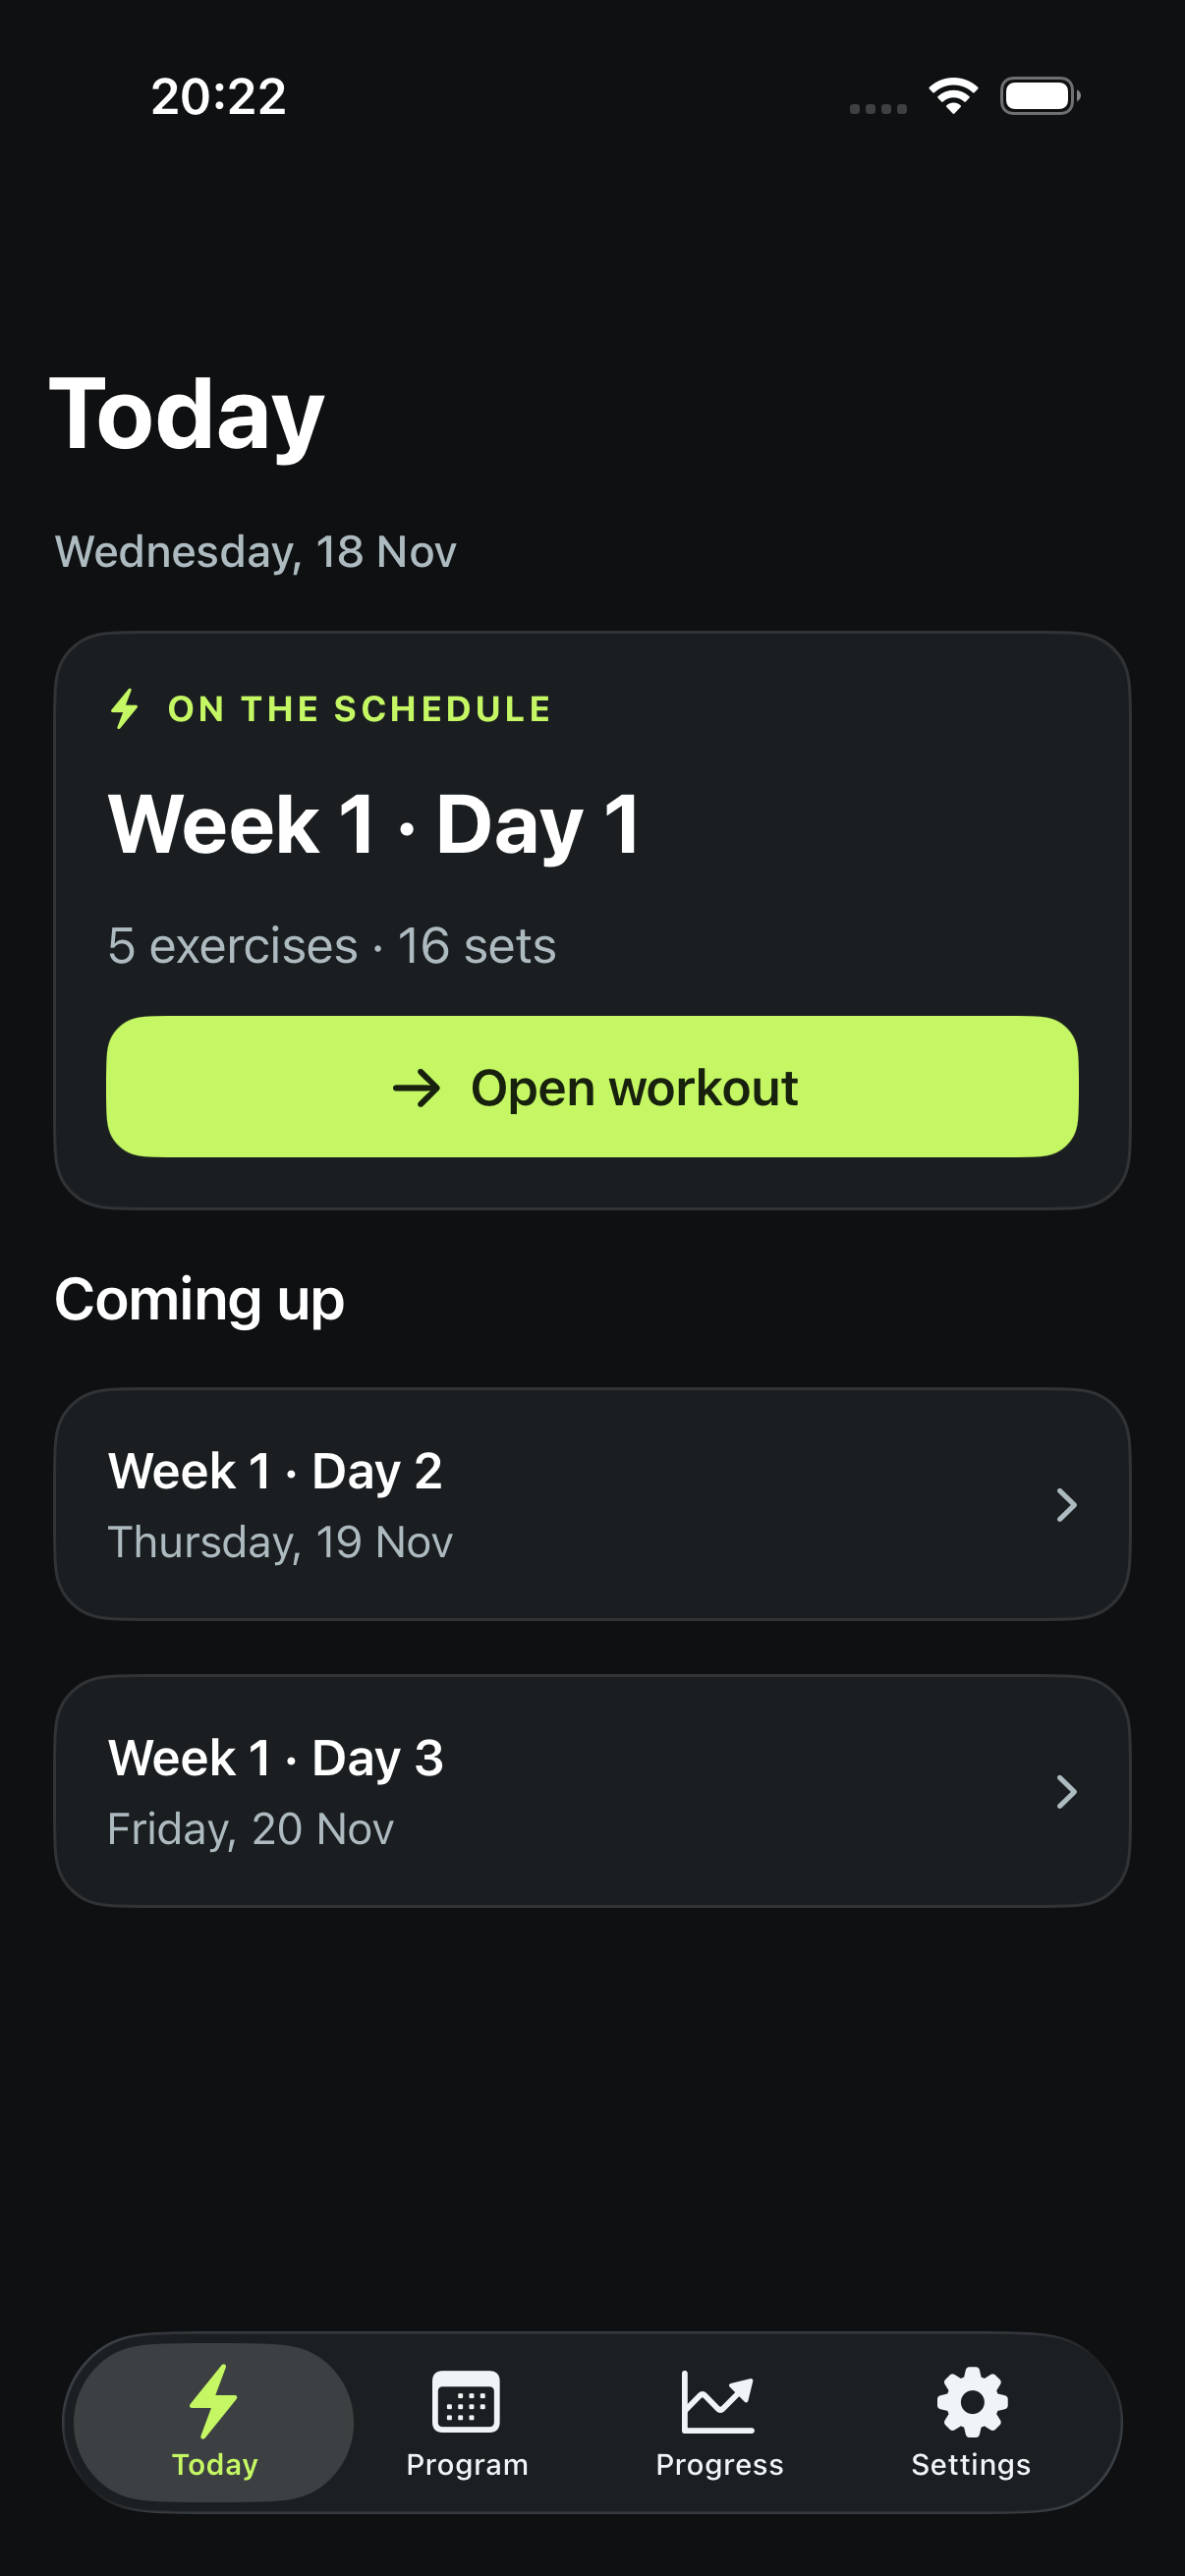 20:22
Today
Wednesday, 18 Nov
ON THE SCHEDULE
Week 1 · Day 1
5 exercises · 16 sets
Open workout
Coming up
Week 1 · Day 2
Thursday, 19 Nov
Week 1 · Day 3
Friday, 20 Nov
Today
Program
Progress
Settings